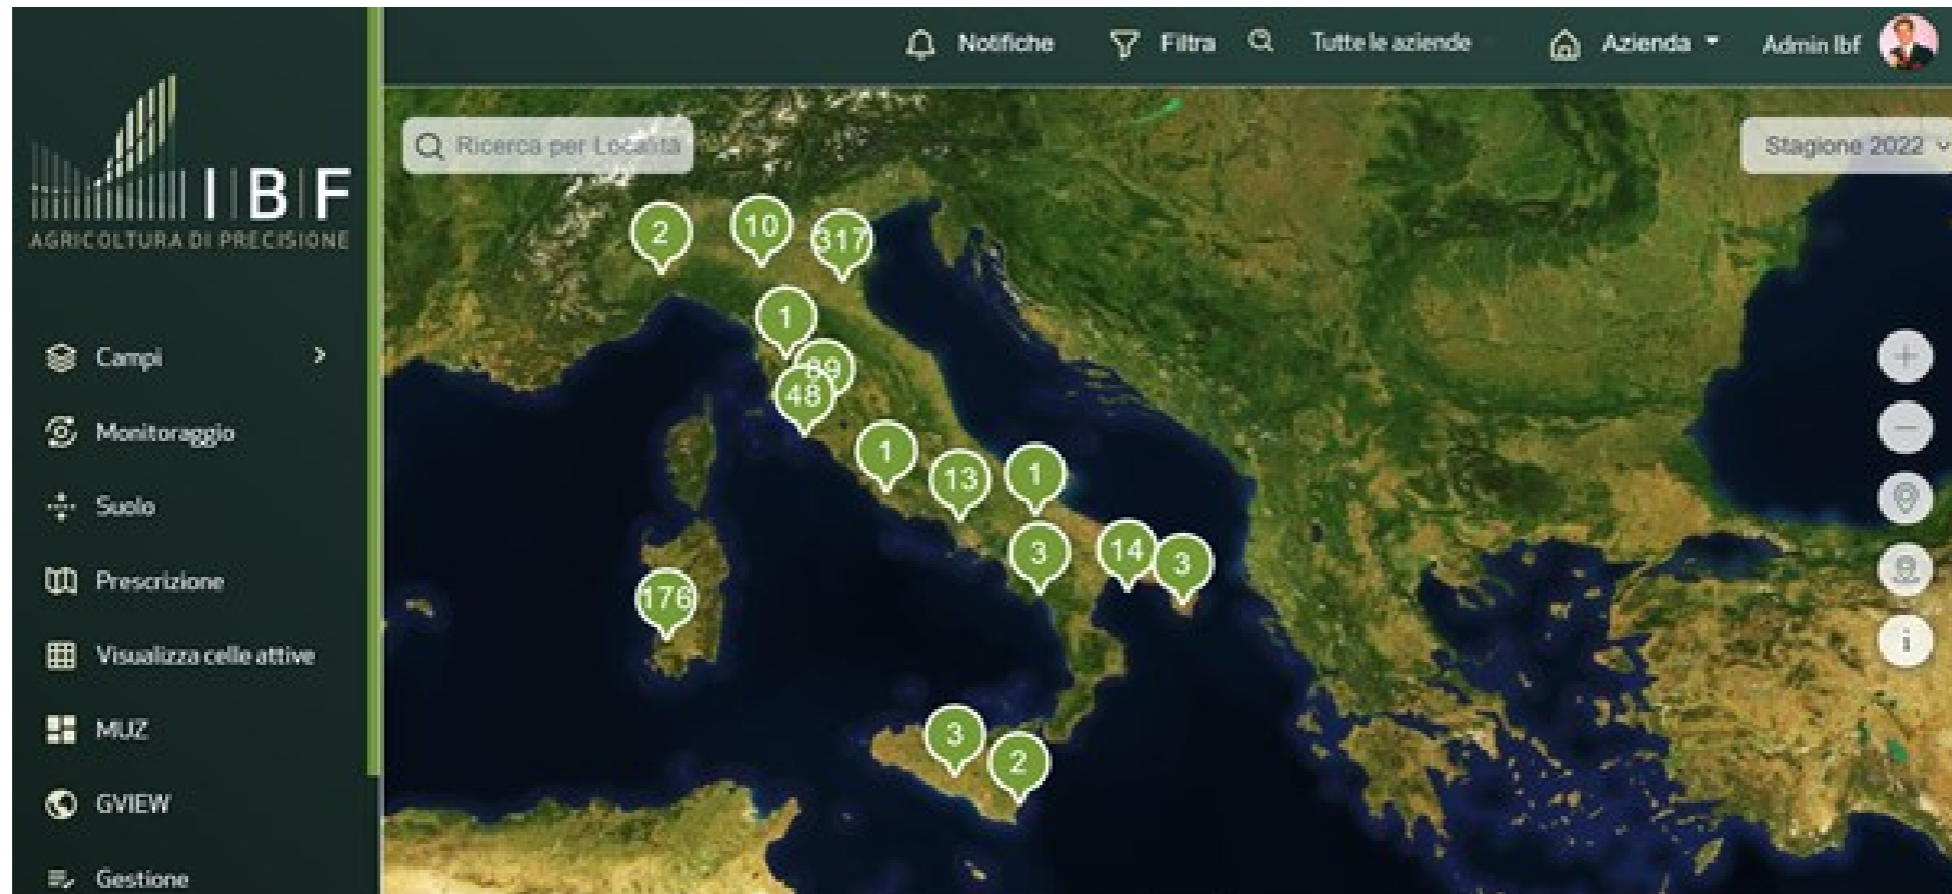 IBF
AGRICOLTURA DI PRECISIONE
Notifiche
Filtra
Tutte le aziende
Azienda
Admin Ibf
Ricerca per Località
Stagione 2022
Campi
Monitoraggio
Suolo
Prescrizione
Visualizza celle attive
MUZ
GVIEW
Gestione
2
10
317
1
48
1
13
1
3
14
3
176
3
2